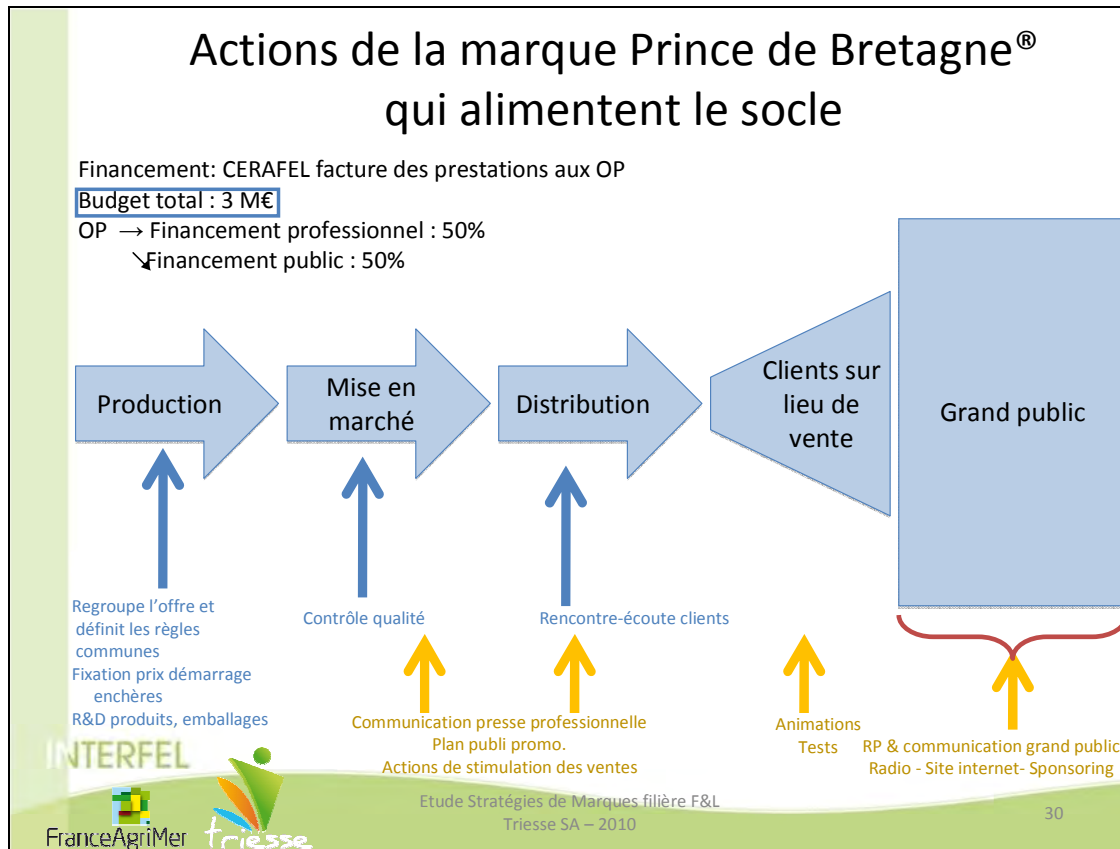 Actions de la marque Prince de Bretagne®
qui alimentent le socle
Financement: CERAFEL facture des prestations aux OP
Budget total : 3 M€
OP → Financement professionnel : 50%
↘Financement public : 50%
Production
Mise en
marché
Distribution
Clients sur
lieu de
vente
Grand public
Regroupe l'offre et
définit les règles
communes
Fixation prix démarrage
enchères
R&D produits, emballages
Contrôle qualité
Rencontre-écoute clients
Communication presse professionnelle
Plan publi promo.
Actions de stimulation des ventes
Animations
Tests
RP & communication grand public
Radio - Site internet- Sponsoring
INTERFEL
FranceAgriMer
triesse
Etude Stratégies de Marques filière F&L
Triesse SA – 2010
30